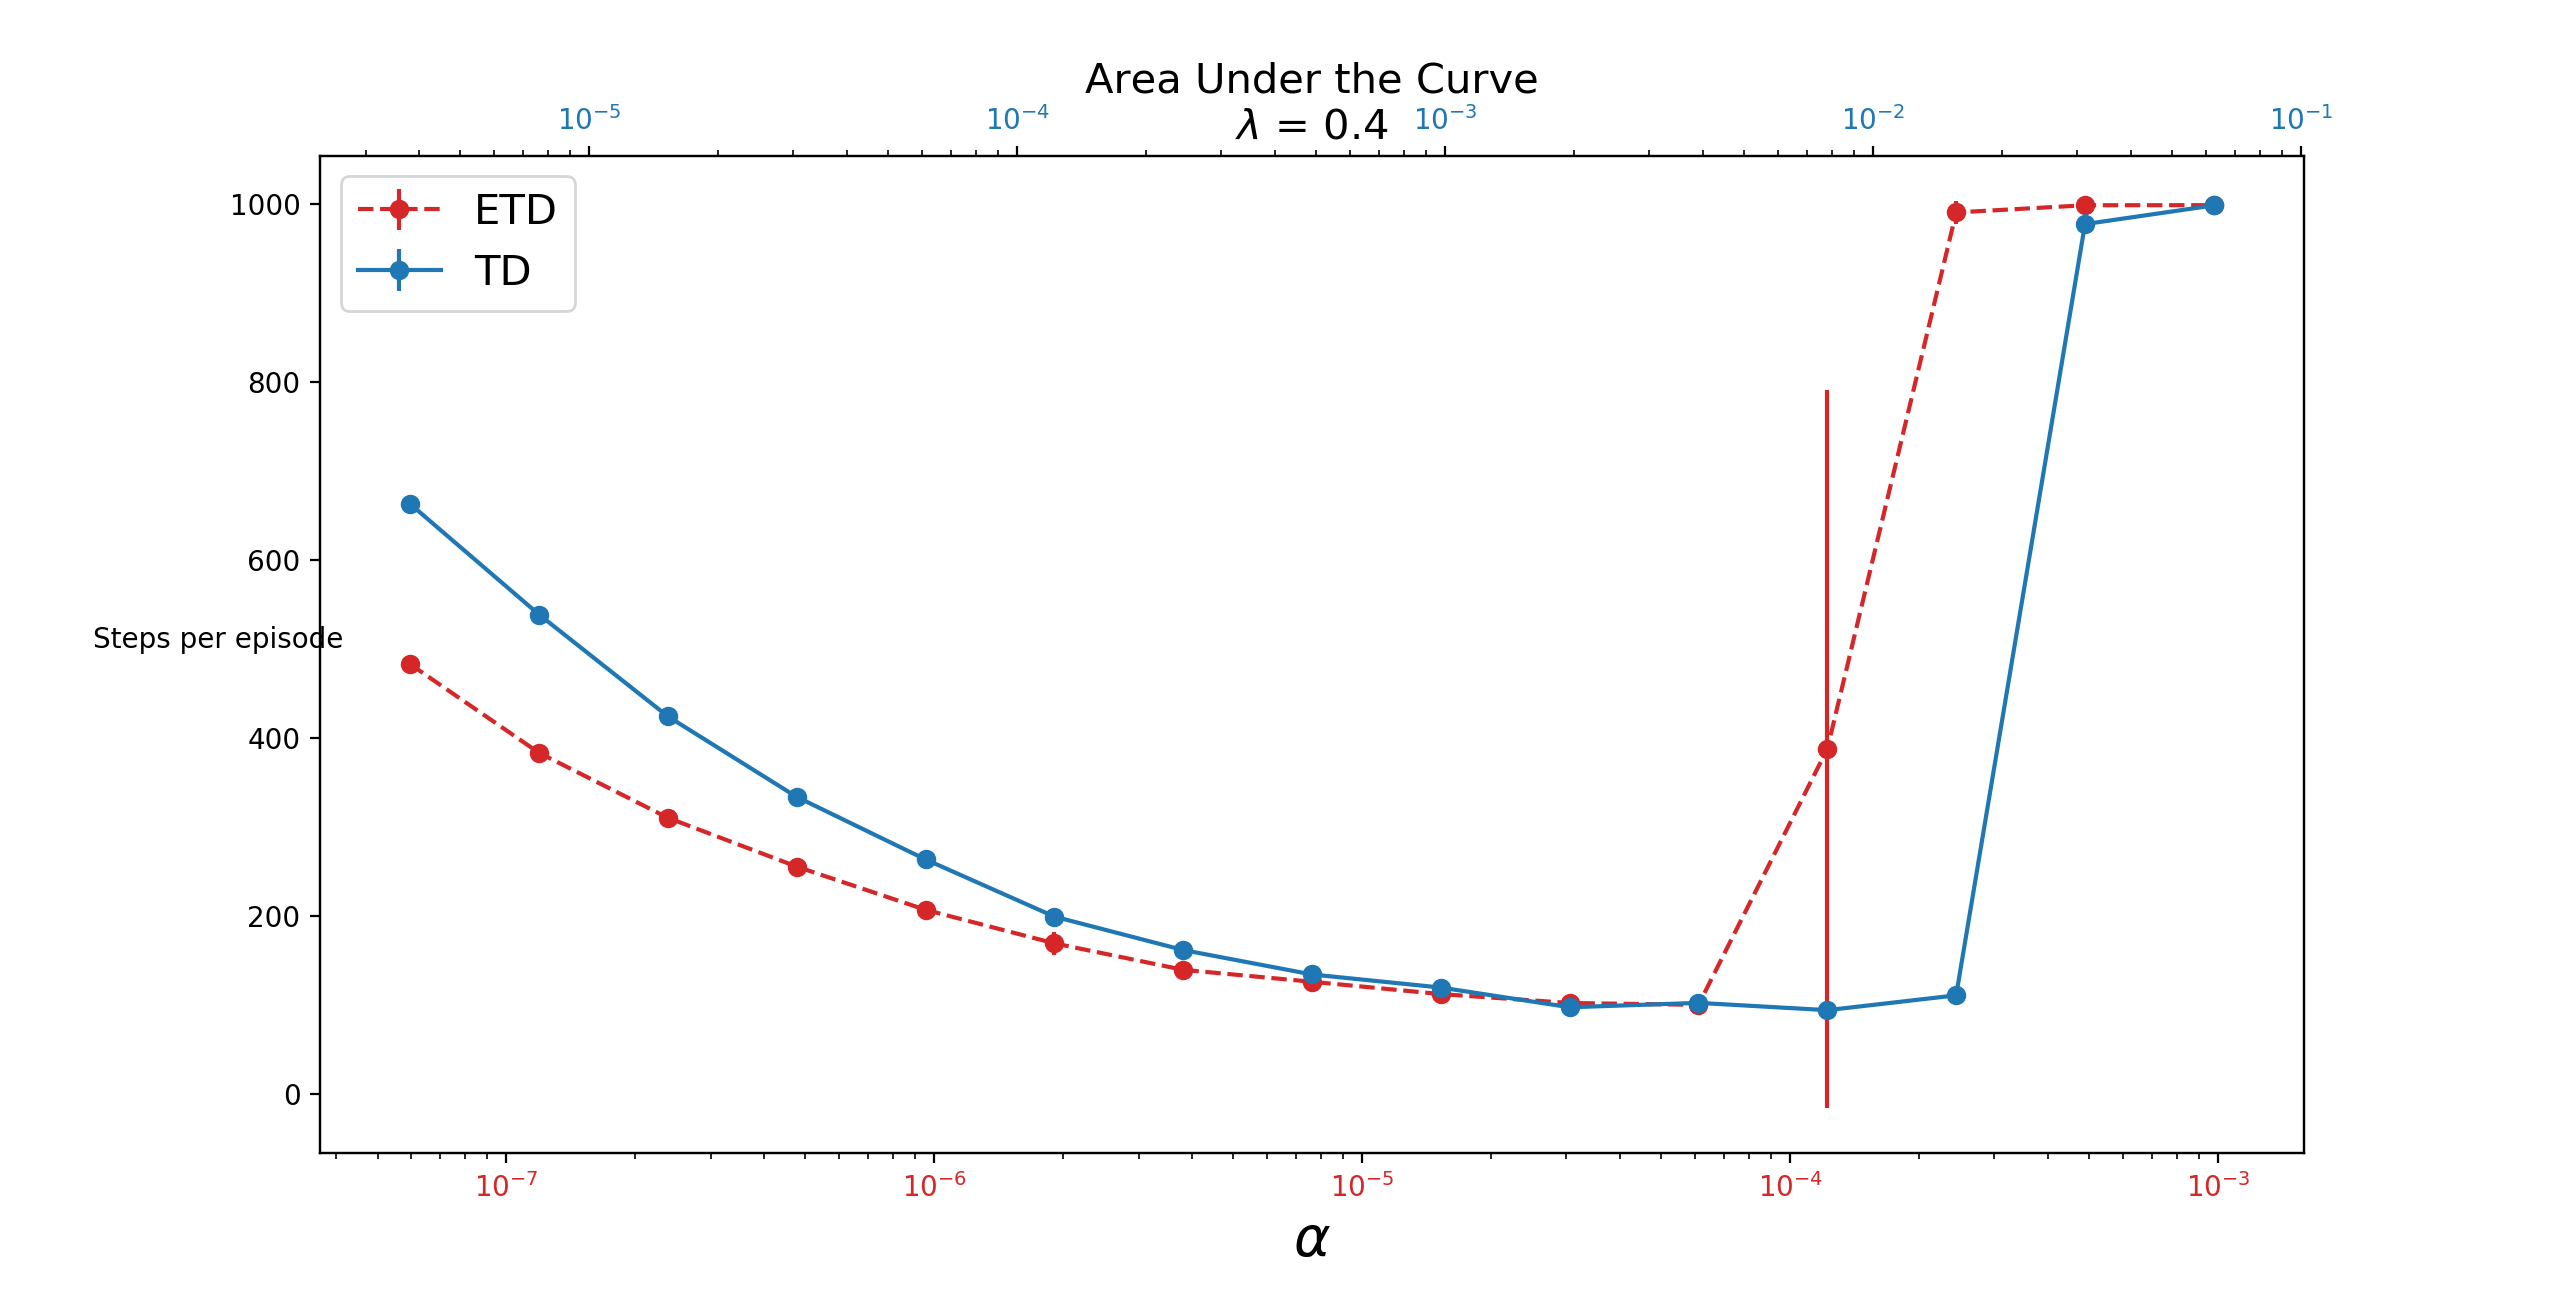 Area Under the Curve
λ = 0.4
10⁻⁵ 10⁻⁴ 10⁻³ 10⁻² 10⁻¹
ETD
TD
1000
800
600
Steps per episode
400
200
0
10⁻⁷ 10⁻⁶ 10⁻⁵ 10⁻⁴ 10⁻³
α